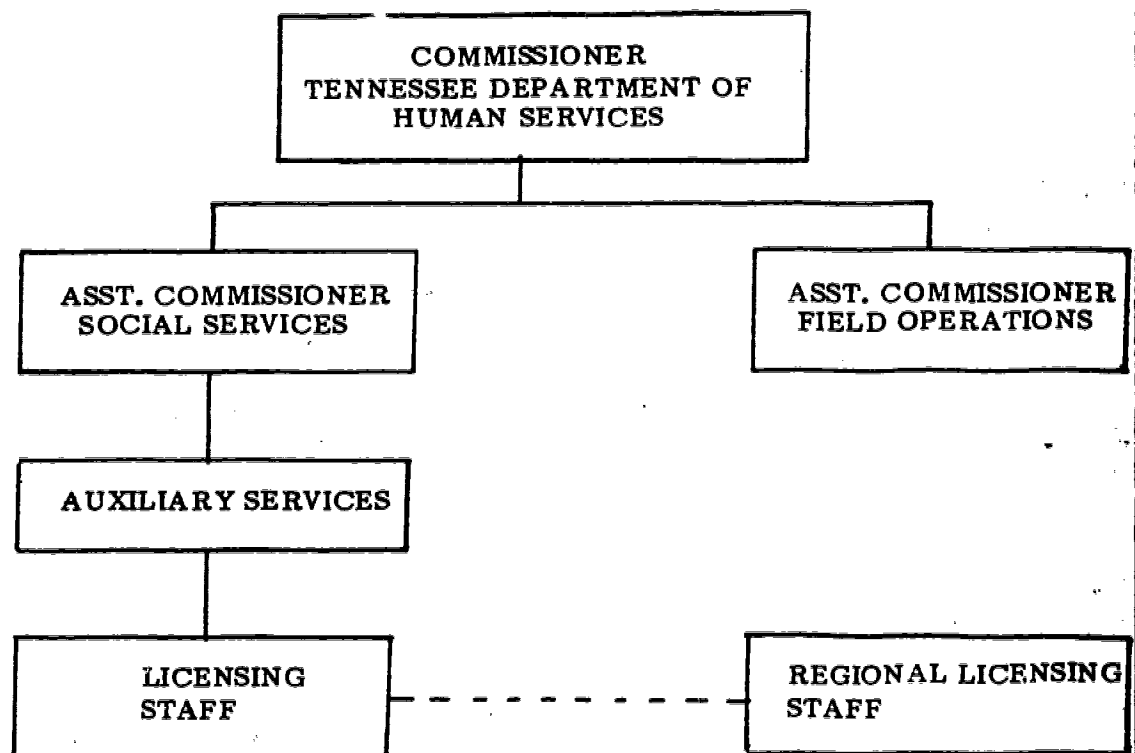 COMMISSIONER
TENNESSEE DEPARTMENT OF
HUMAN SERVICES
ASST. COMMISSIONER
SOCIAL SERVICES
ASST. COMMISSIONER
FIELD OPERATIONS
AUXILIARY SERVICES
LICENSING
STAFF
REGIONAL LICENSING
STAFF